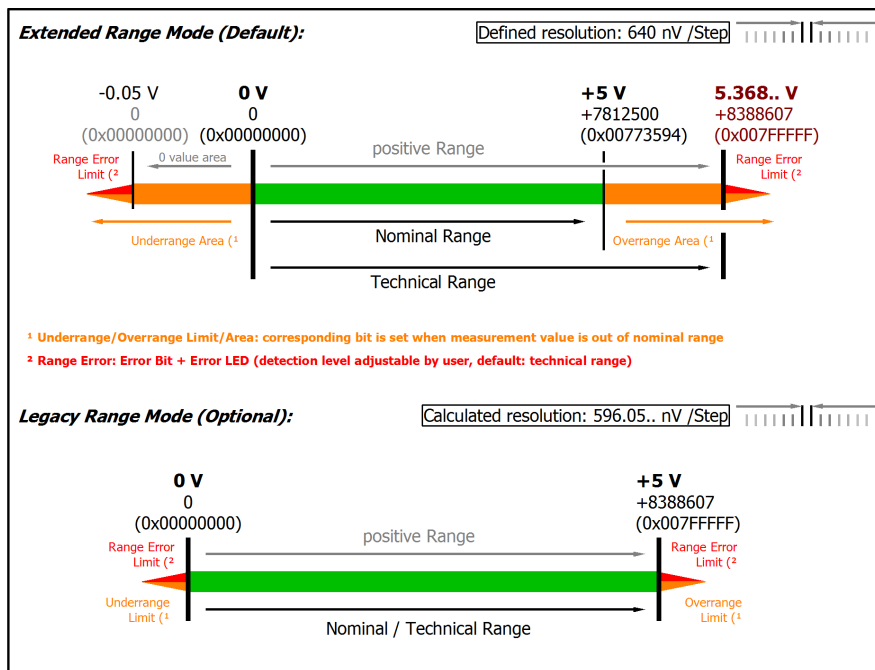 Extended Range Mode (Default):
Defined resolution: 640 nV /Step
-0.05 V
0 V
+5 V
5.368.. V
0
0
+7812500
+8388607
(0x00000000)
(0x00000000)
(0x00773594)
(0x007FFFFF)
Range Error
Limit (²
0 value area
positive Range
Range Error
Limit (²
Underrange Area (¹
Nominal Range
Overrange Area (¹
Technical Range
¹ Underrange/Overrange Limit/Area: corresponding bit is set when measurement value is out of nominal range
² Range Error: Error Bit + Error LED (detection level adjustable by user, default: technical range)
Legacy Range Mode (Optional):
Calculated resolution: 596.05.. nV /Step
0 V
+5 V
0
+8388607
(0x00000000)
(0x007FFFFF)
Range Error
Limit (²
positive Range
Range Error
Limit (²
Underrange
Limit (¹
Nominal / Technical Range
Overrange
Limit (¹